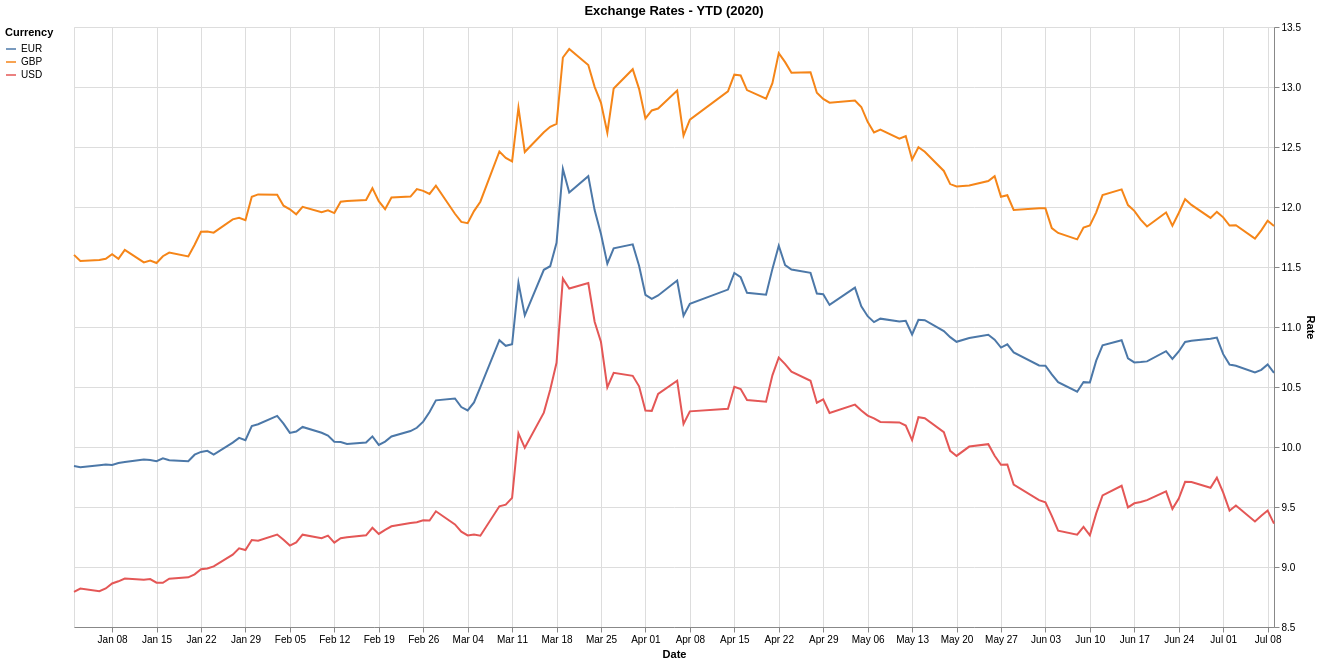 Exchange Rates - YTD (2020)
Currency
EUR
GBP
USD
13.5
13.0
12.5
12.0
11.5
11.0
10.5
10.0
9.5
9.0
8.5
Rate
Jan 08 Jan 15 Jan 22 Jan 29 Feb 05 Feb 12 Feb 19 Feb 26 Mar 04 Mar 11 Mar 18 Mar 25 Apr 01 Apr 08 Apr 15 Apr 22 Apr 29 May 06 May 13 May 20 May 27 Jun 03 Jun 10 Jun 17 Jun 24 Jul 01 Jul 08
Date